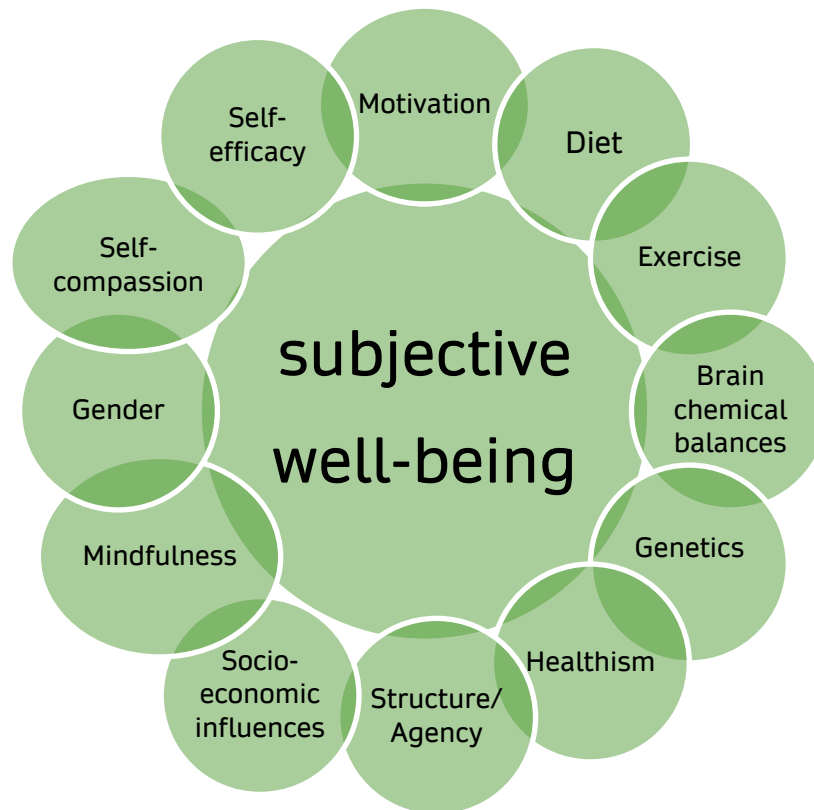 Motivation
Diet
Exercise
Brain
chemical
balances
Genetics
Healthism
Structure/
Agency
Socio-
economic
influences
Mindfulness
Gender
Self-
compassion
Self-
efficacy
subjective
well-being